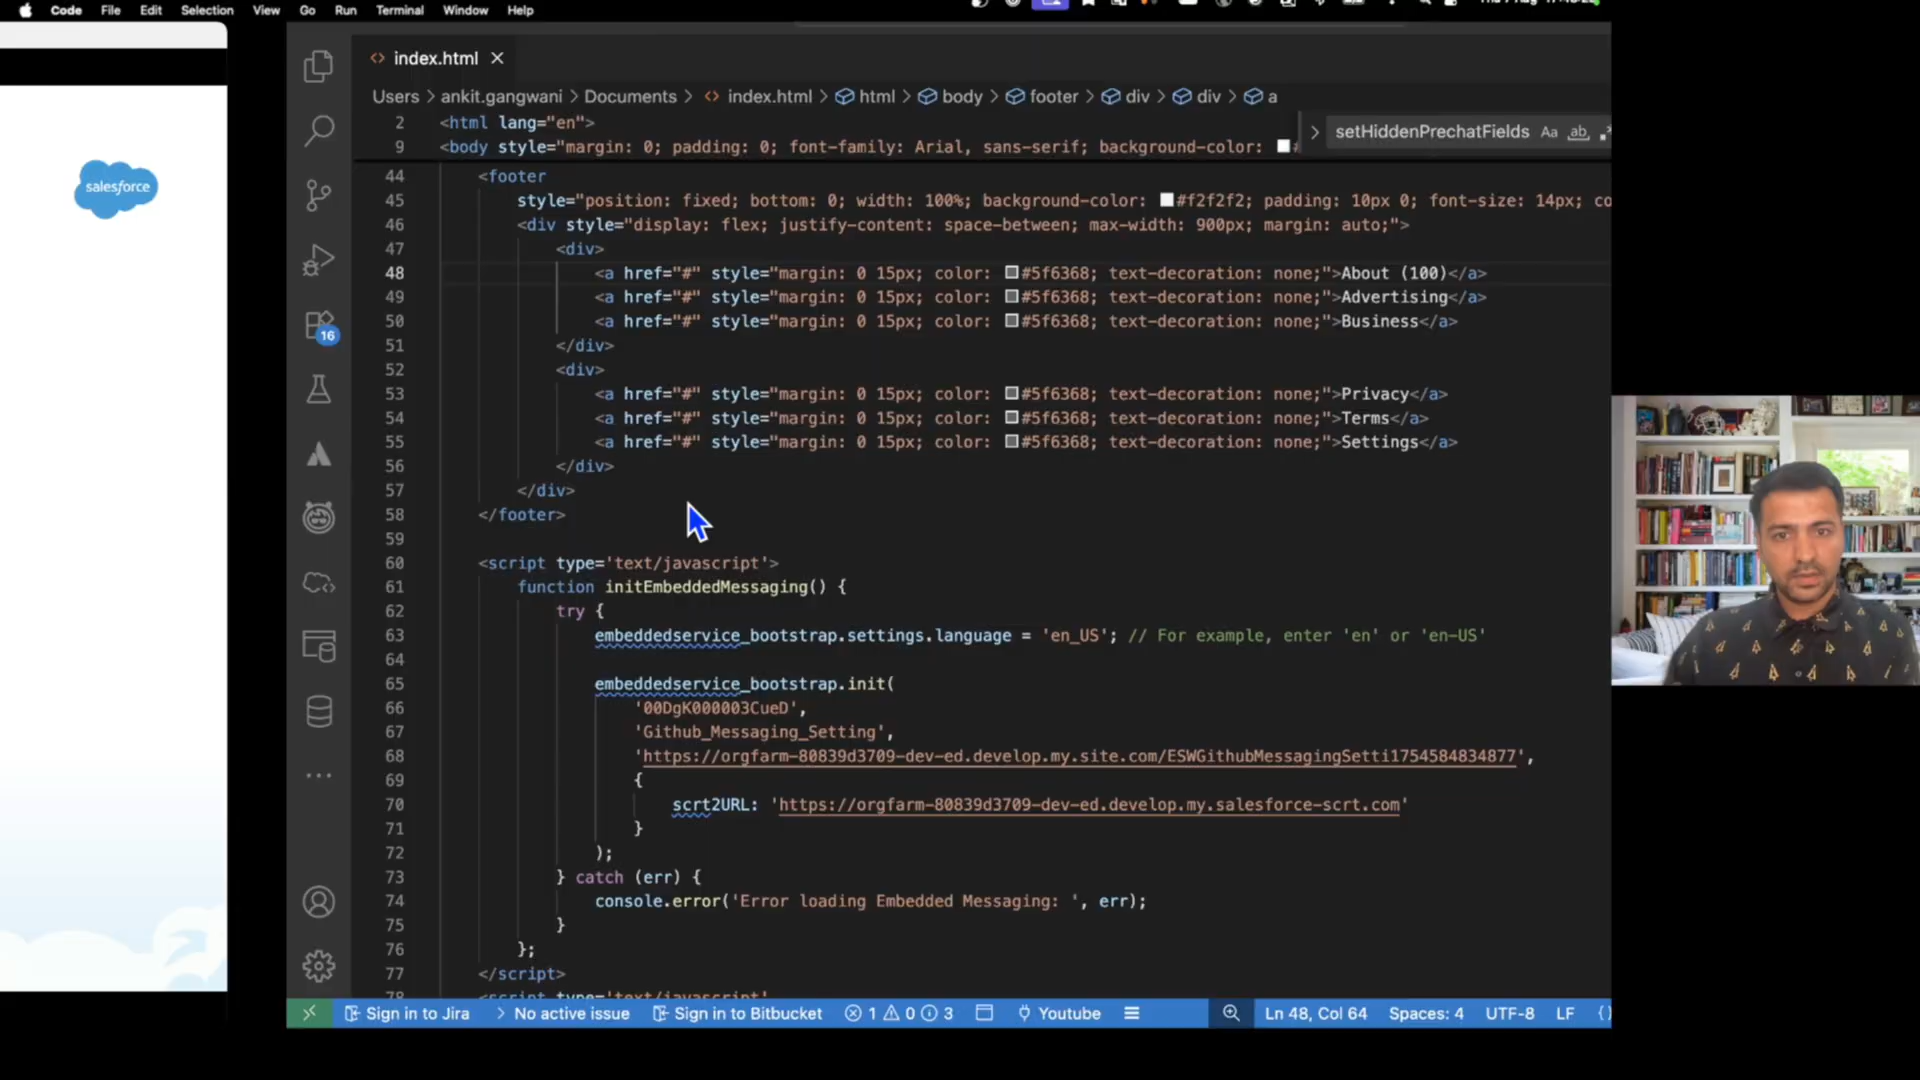 Code File Edit Selection View Go Run Terminal Window Help
salesforce
index.html
Users > ankit.gangwani > Documents > index.html > html > body > footer > div > div > a
setHiddenPrechatFields Aa ab
16
2 <html lang="en">
9 <body style="margin: 0; padding: 0; font-family: Arial, sans-serif; background-color: #
44 <footer
45 style="position: fixed; bottom: 0; width: 100%; background-color: #f2f2f2; padding: 10px 0; font-size: 14px; co
46 <div style="display: flex; justify-content: space-between; max-width: 900px; margin: auto;">
47 <div>
48 <a href="#" style="margin: 0 15px; color: #5f6368; text-decoration: none;">About (100)</a>
49 <a href="#" style="margin: 0 15px; color: #5f6368; text-decoration: none;">Advertising</a>
50 <a href="#" style="margin: 0 15px; color: #5f6368; text-decoration: none;">Business</a>
51 </div>
52 <div>
53 <a href="#" style="margin: 0 15px; color: #5f6368; text-decoration: none;">Privacy</a>
54 <a href="#" style="margin: 0 15px; color: #5f6368; text-decoration: none;">Terms</a>
55 <a href="#" style="margin: 0 15px; color: #5f6368; text-decoration: none;">Settings</a>
56 </div>
57 </div>
58 </footer>
59
60 <script type='text/javascript'>
61 function initEmbeddedMessaging() {
62 try {
63 embeddedservice_bootstrap.settings.language = 'en_US'; // For example, enter 'en' or 'en-US'
64
65 embeddedservice_bootstrap.init(
66 '00DgK000003CueD',
67 'Github_Messaging_Setting',
68 'https://orgfarm-80839d3709-dev-ed.develop.my.site.com/ESWGithubMessagingSetti1754584834877',
69 {
70 scrt2URL: 'https://orgfarm-80839d3709-dev-ed.develop.my.salesforce-scrt.com'
71 }
72 );
73 } catch (err) {
74 console.error('Error loading Embedded Messaging: ', err);
75 }
76 };
77 </script>
78 <script type='text/javascript'
Sign in to Jira > No active issue Sign in to Bitbucket 1 0 3 Youtube Ln 48, Col 64 Spaces: 4 UTF-8 LF {}